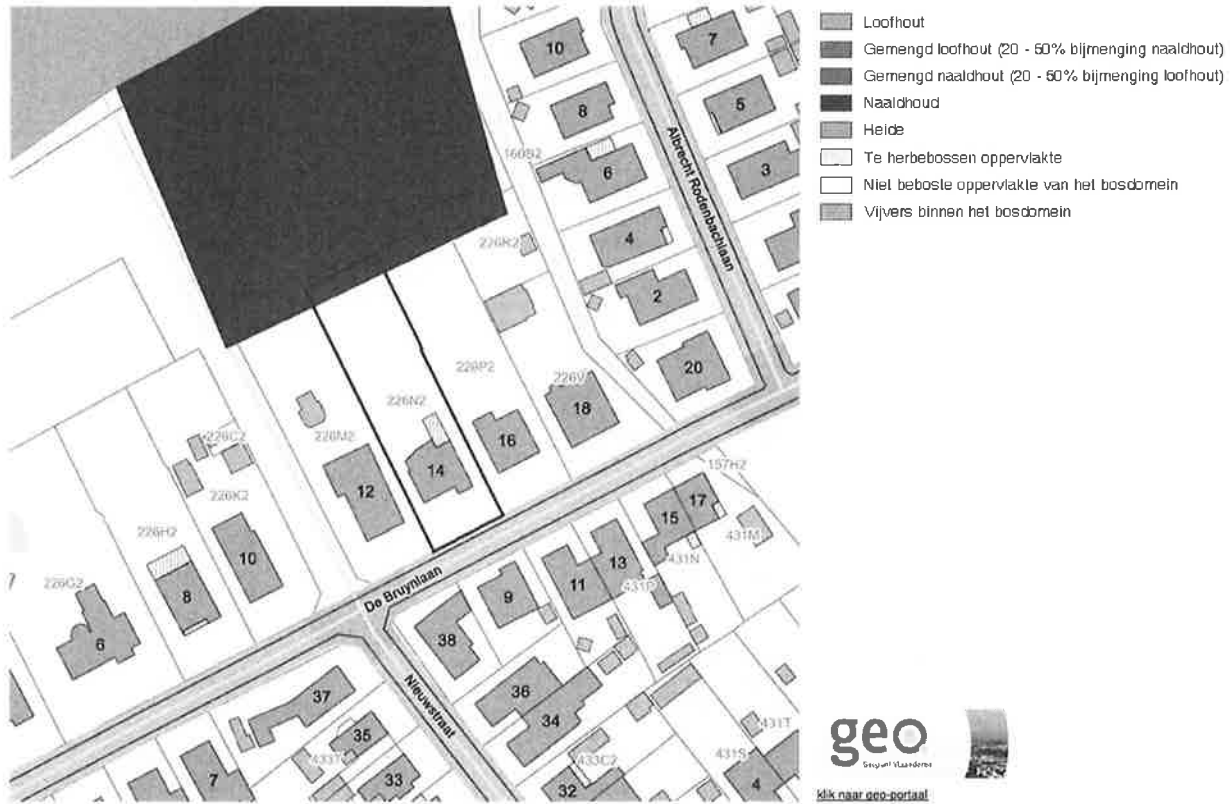 Loofhout
Gemengd loofhout (20 - 50% bijmenging naaldhout)
Gemengd naaldhout (20 - 50% bijmenging loofhout)
Naaldhoud
Heide
Te herbebossen oppervlakte
Niet beboste oppervlakte van het bosdomein
Vijvers binnen het bosdomein
10
7
8
5
160S2
6
Albrecht Rodenbachlaan
3
226R2
4
2
226P2
20
226N2
226V
18
226C2
226M2
16
14
12
226K2
157H2
17
15
226H2
10
431M
431N
13
11
431P
226G2
8
De Bruynlaan
9
6
38
37
Nieuwstraat
36
34
35
433T
33
7
433C2
32
431T
431S
4
geo
Geopunt Vlaanderen
klik naar geo-portaal